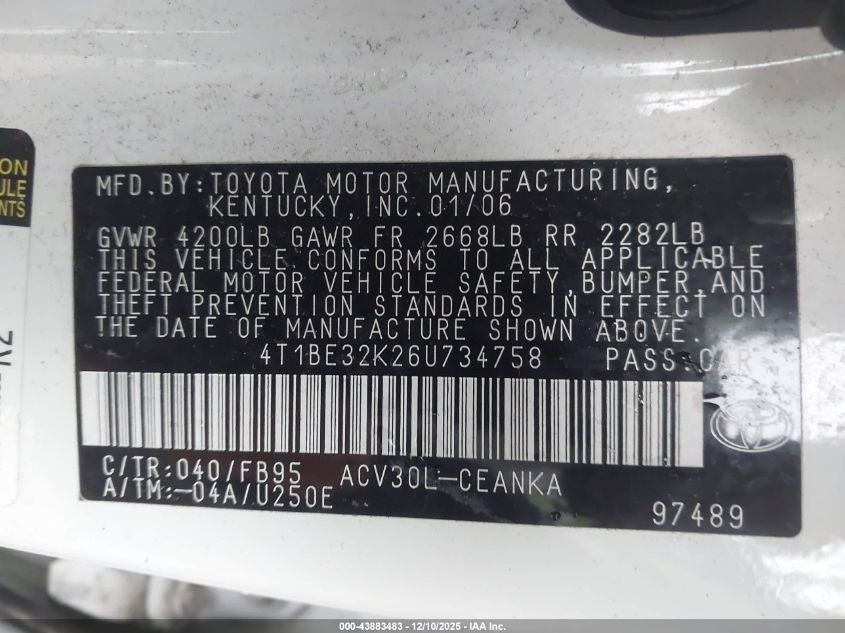 ON
ULE
NTS
MFD.BY:TOYOTA MOTOR MANUFACTURING,
KENTUCKY,INC.01/06
GVWR 4200LB GAWR FR 2668LB RR 2282LB
THIS VEHICLE CONFORMS TO ALL APPLICABLE
FEDERAL MOTOR VEHICLE SAFETY,BUMPER,AND
THEFT PREVENTION STANDARDS IN EFFECT ON
THE DATE OF MANUFACTURE SHOWN ABOVE.
4T1BE32K26U734758 PASS.CAR
C/TR:040/FB95 ACV30L-CEANKA
A/TM:-04A/U250E
97489
000-43883483 - 12/10/2025 - IAA Inc.